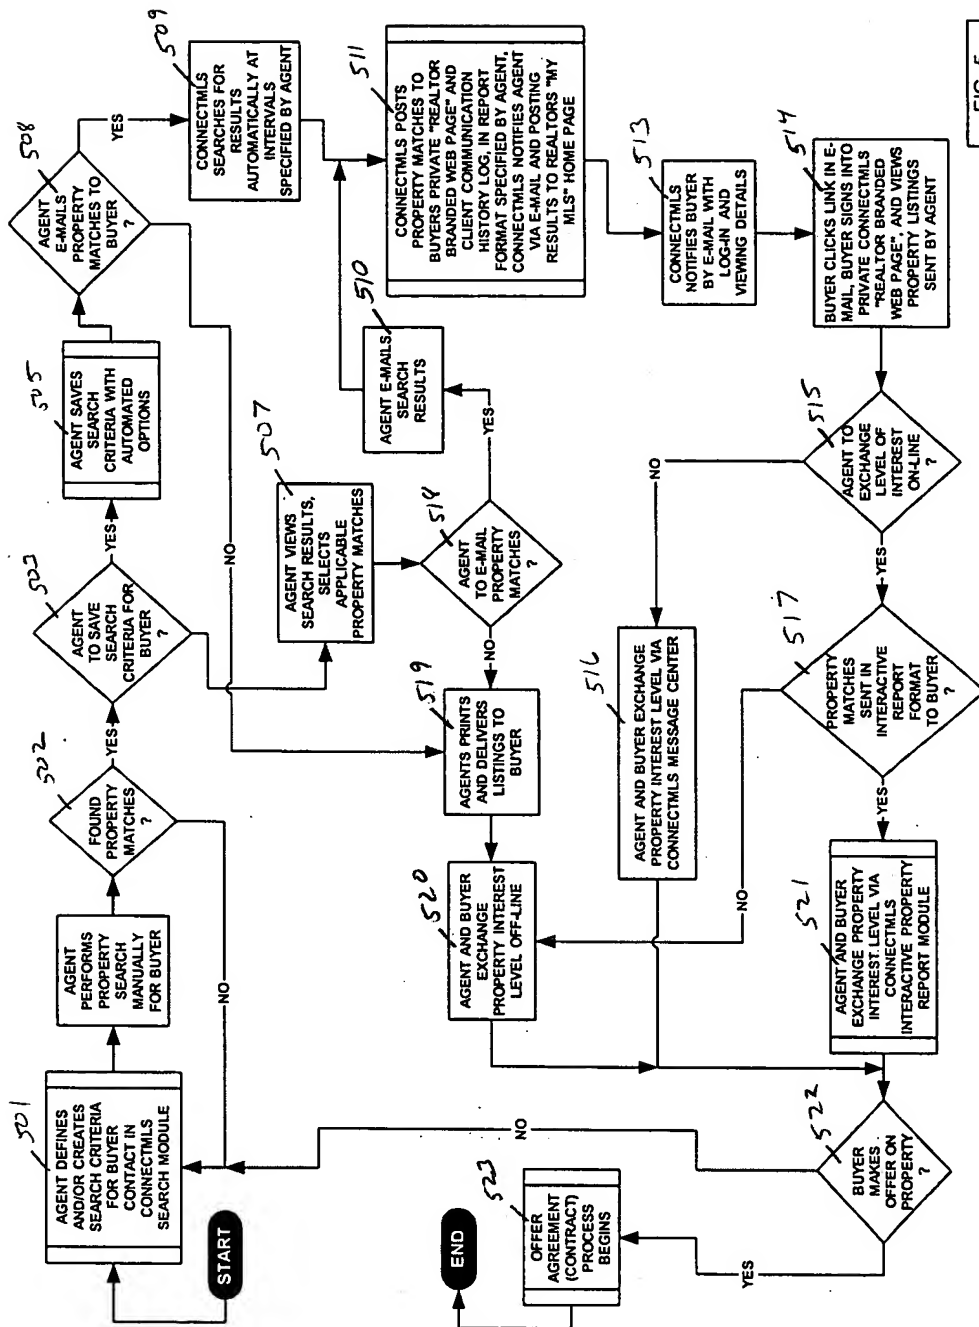 START
501
AGENT DEFINES
AND/OR CREATES
SEARCH CRITERIA
FOR BUYER
CONTACT IN
CONNECTMLS
SEARCH MODULE
AGENT
PERFORMS
PROPERTY
SEARCH
MANUALLY
FOR BUYER
502
FOUND
PROPERTY
MATCHES
?
YES
NO
503
AGENT
TO SAVE
SEARCH
CRITERIA FOR
BUYER
?
YES
505
AGENT SAVES
SEARCH
CRITERIA WITH
AUTOMATED
OPTIONS
508
AGENT
E-MAILS
PROPERTY
MATCHES TO
BUYER
?
YES
NO
509
CONNECTMLS
SEARCHES FOR
RESULTS
AUTOMATICALLY AT
INTERVALS
SPECIFIED BY AGENT
507
AGENT VIEWS
SEARCH RESULTS,
SELECTS
APPLICABLE
PROPERTY MATCHES
518
AGENT
TO E-MAIL
PROPERTY
MATCHES
?
YES
NO
510
AGENT E-MAILS
SEARCH
RESULTS
511
CONNECTMLS POSTS
PROPERTY MATCHES TO
BUYERS PRIVATE "REALTOR
BRANDED WEB PAGE" AND
CLIENT COMMUNICATION
HISTORY LOG, IN REPORT
FORMAT SPECIFIED BY AGENT,
CONNECTMLS NOTIFIES AGENT
VIA E-MAIL AND POSTING
RESULTS TO REALTORS "MY
MLS" HOME PAGE
519
AGENTS PRINTS
AND DELIVERS
LISTINGS TO
BUYER
520
AGENT AND BUYER
EXCHANGE
PROPERTY INTEREST
LEVEL OFF-LINE
513
CONNECTMLS
NOTIFIES BUYER
BY E-MAIL WITH
LOG-IN AND
VIEWING DETAILS
514
BUYER CLICKS LINK IN E-
MAIL, BUYER SIGNS INTO
PRIVATE CONNECTMLS
"REALTOR BRANDED
WEB PAGE", AND VIEWS
PROPERTY LISTINGS
SENT BY AGENT
515
AGENT TO
EXCHANGE
LEVEL OF
INTEREST
ON-LINE
?
NO
YES
516
AGENT AND BUYER EXCHANGE
PROPERTY INTEREST LEVEL VIA
CONNECTMLS MESSAGE CENTER
517
PROPERTY
MATCHES
SENT IN
INTERACTIVE
REPORT
FORMAT
TO BUYER
?
NO
YES
521
AGENT AND BUYER
EXCHANGE PROPERTY
INTEREST. LEVEL VIA
CONNECTMLS
INTERACTIVE PROPERTY
REPORT MODULE
522
BUYER
MAKES
OFFER ON
PROPERTY
?
NO
YES
523
OFFER
AGREEMENT
(CONTRACT)
PROCESS
BEGINS
END